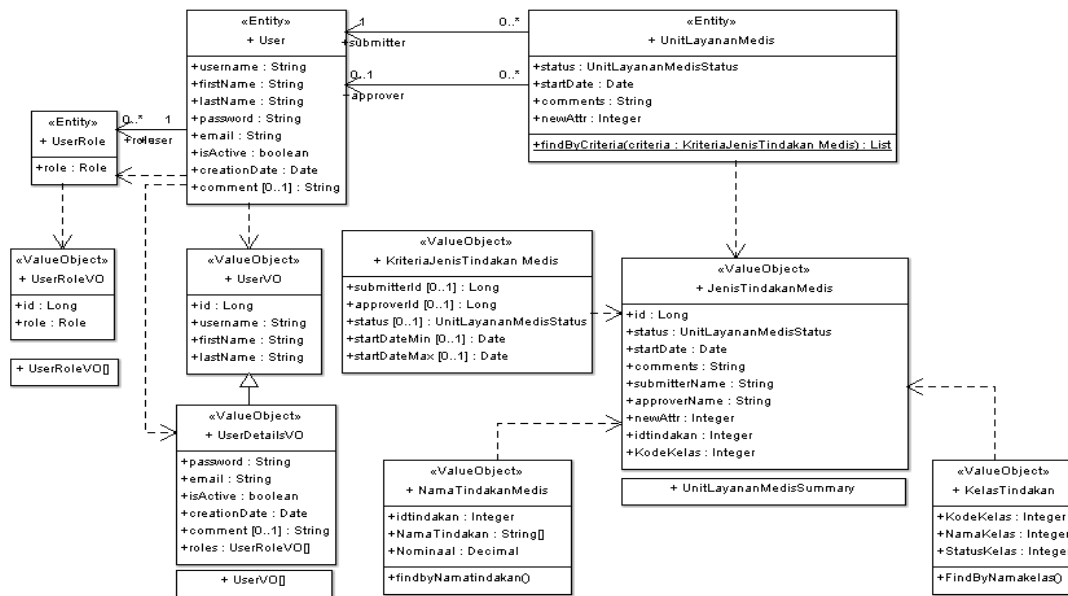 «Entity»
+ User
+username : String
+firstName : String
+lastName : String
+password : String
+email : String
+isActive : boolean
+creationDate : Date
+comment [0..1] : String
1
+submitter
0..*
0..1
-approver
0..*
«Entity»
+ UnitLayananMedis
+status : UnitLayananMedisStatus
+startDate : Date
+comments : String
+newAttr : Integer
+findByCriteria(criteria : KriteriaJenisTindakan Medis) : List
«Entity»
+ UserRole
+role : Role
0..*
1
«ValueObject»
+ UserRoleVO
+id : Long
+role : Role
+ UserRoleVO[]
«ValueObject»
+ UserVO
+id : Long
+username : String
+firstName : String
+lastName : String
«ValueObject»
+ KriteriaJenisTindakan Medis
+submitterId [0..1] : Long
+approverId [0..1] : Long
+status [0..1] : UnitLayananMedisStatus
+startDateMin [0..1] : Date
+startDateMax [0..1] : Date
«ValueObject»
+ JenisTindakanMedis
+id : Long
+status : UnitLayananMedisStatus
+startDate : Date
+comments : String
+submitterName : String
+approverName : String
+newAttr : Integer
+idtindakan : Integer
+KodeKelas : Integer
+ UnitLayananMedisSummary
«ValueObject»
+ UserDetailsVO
+password : String
+email : String
+isActive : boolean
+creationDate : Date
+comment [0..1] : String
+roles : UserRoleVO[]
+ UserVO[]
«ValueObject»
+ NamaTindakanMedis
+idtindakan : Integer
+NamaTindakan : String[]
+Nominaal : Decimal
+findbyNamatindakan()
«ValueObject»
+ KelasTindakan
+KodeKelas : Integer
+NamaKelas : Integer
+StatusKelas : Integer
+FindByNamakelas()